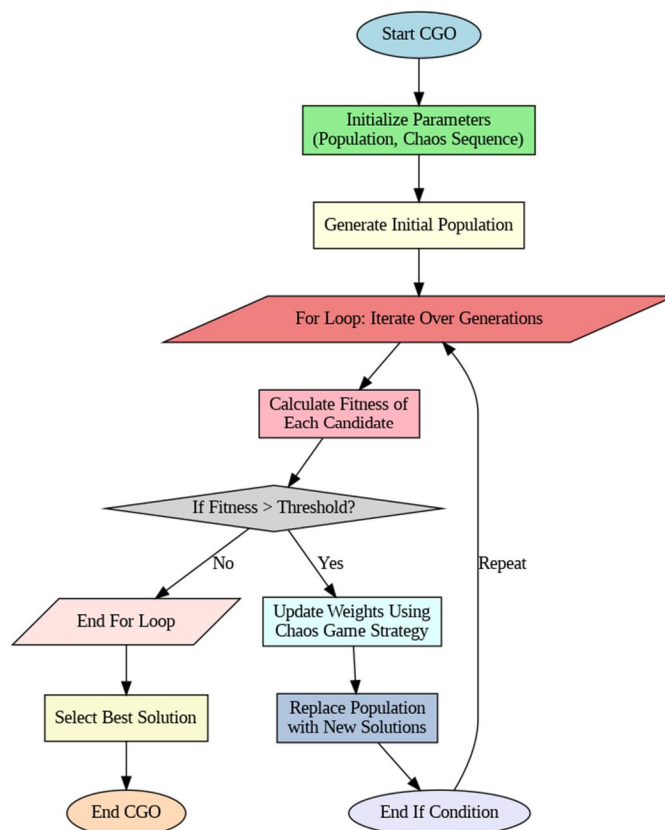 Start CGO
Initialize Parameters
(Population, Chaos Sequence)
Generate Initial Population
For Loop: Iterate Over Generations
Calculate Fitness of
Each Candidate
If Fitness > Threshold?
No
Yes
Repeat
End For Loop
Update Weights Using
Chaos Game Strategy
Select Best Solution
Replace Population
with New Solutions
End CGO
End If Condition